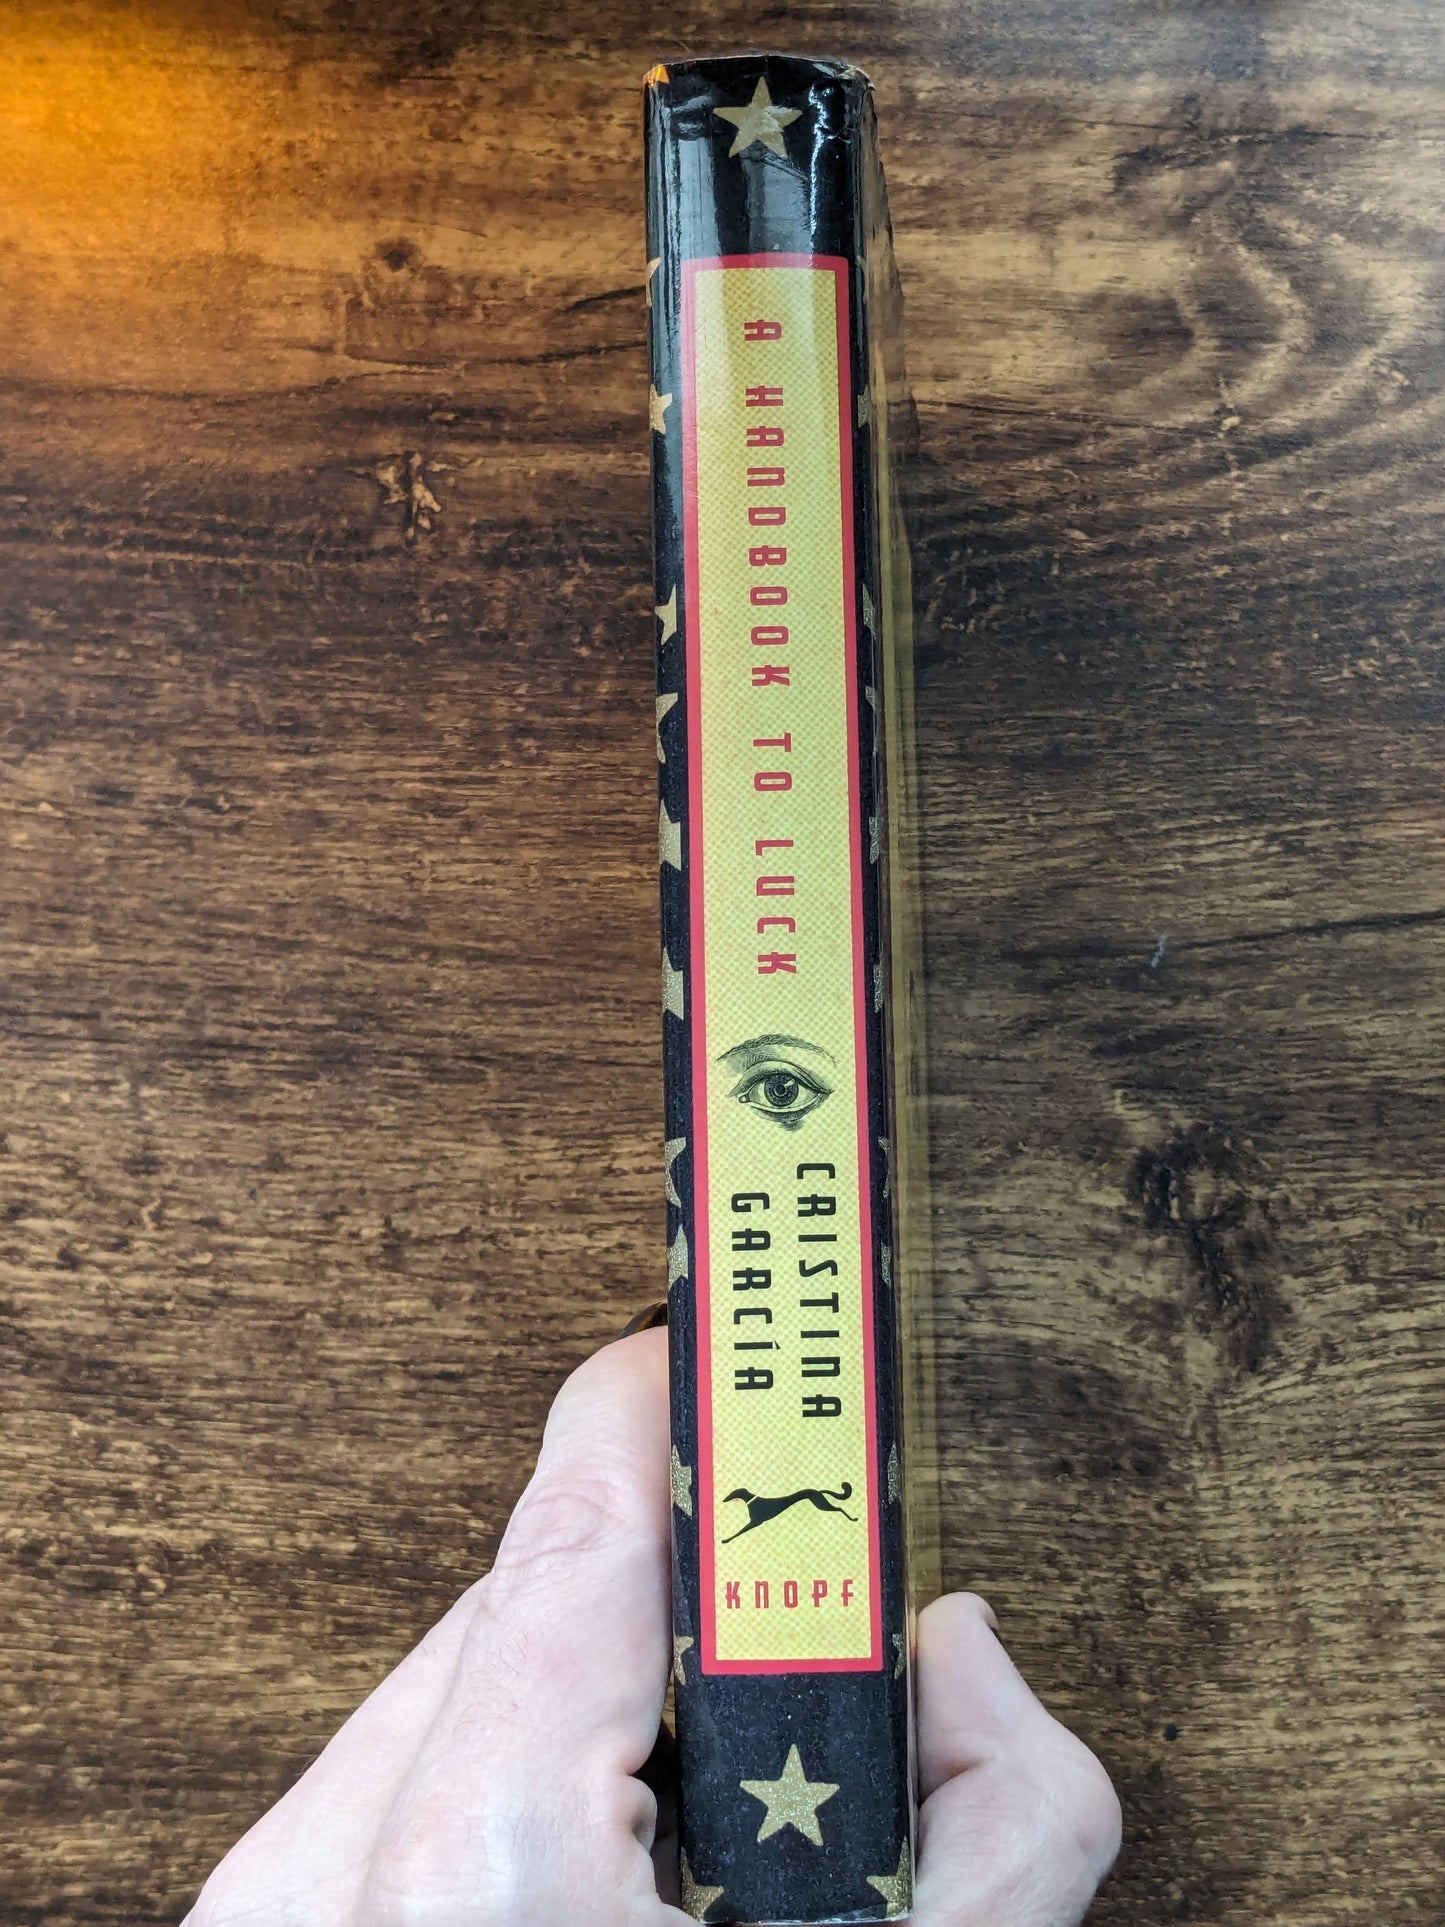 A HANDBOOK TO LUCK
CRISTINA
GARCÍA
KNOPF